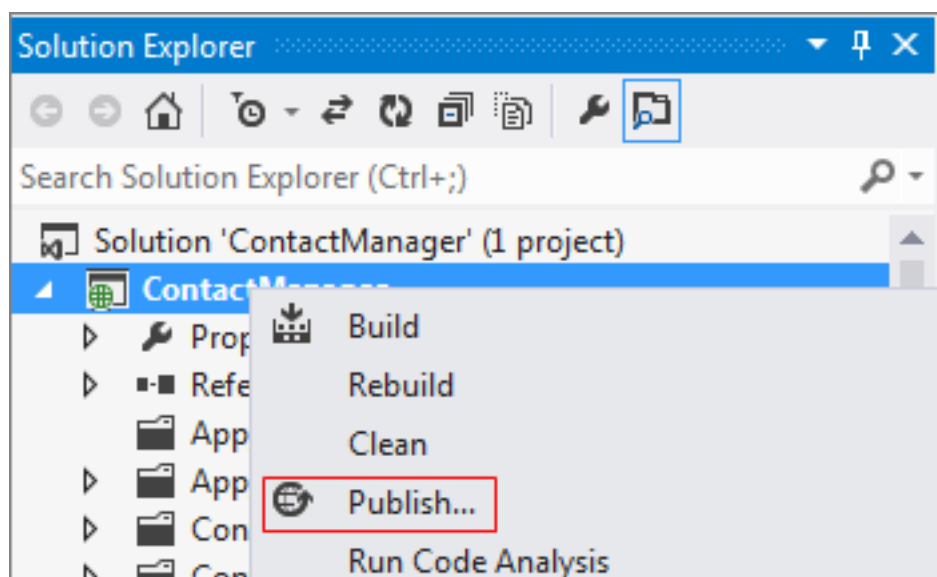 Solution Explorer
Search Solution Explorer (Ctrl+;)
Solution 'ContactManager' (1 project)
Build
Rebuild
Clean
Publish...
Run Code Analysis